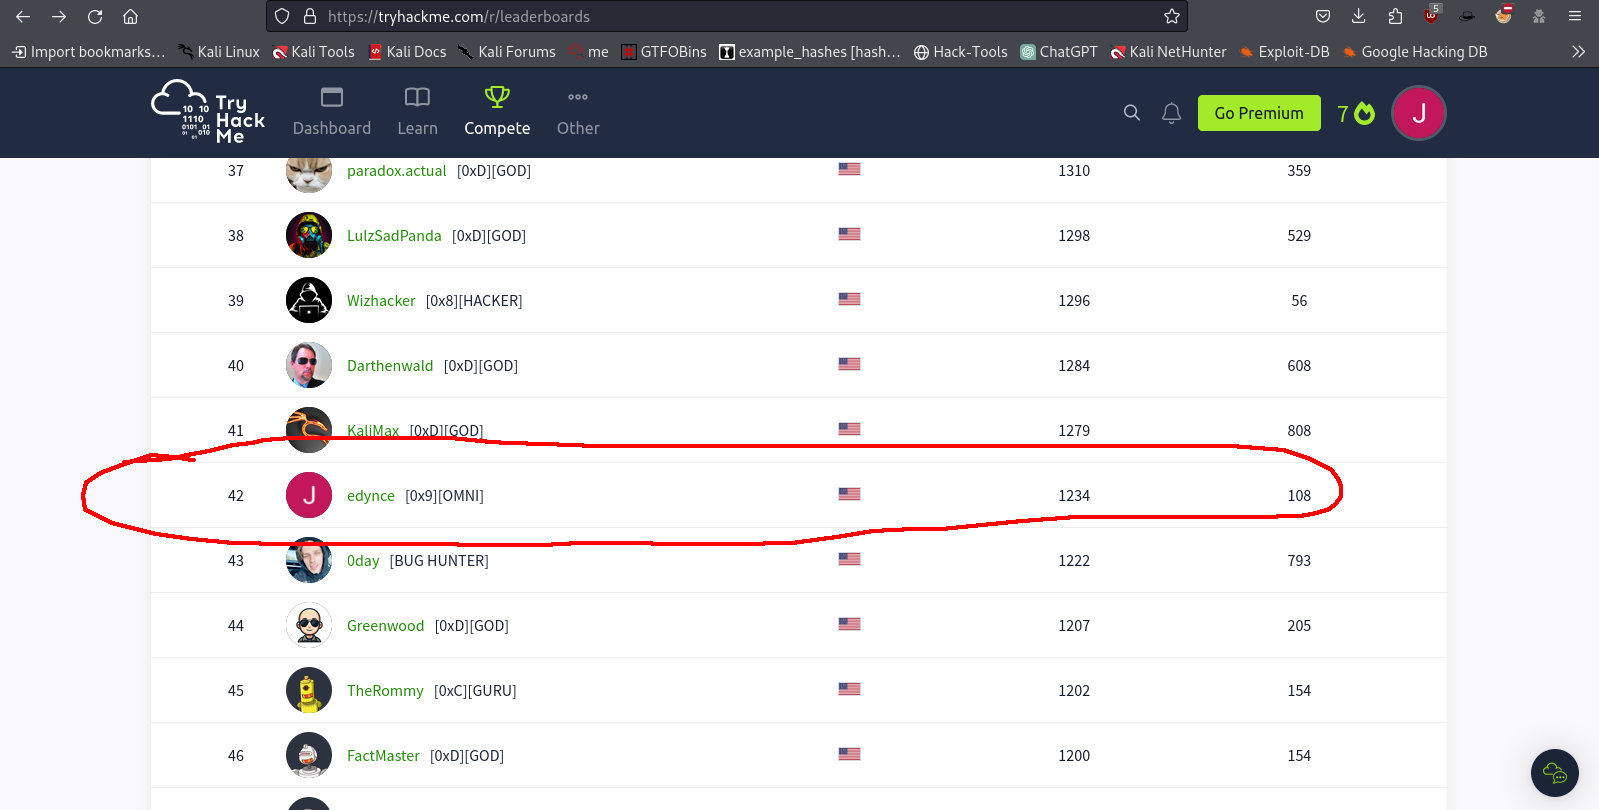 https://tryhackme.com/r/leaderboards
5
Import bookmarks... Kali Linux Kali Tools Kali Docs Kali Forums me GTFOBins example_hashes [hash... Hack-Tools ChatGPT Kali NetHunter Exploit-DB Google Hacking DB
Try Hack Me
Dashboard Learn Compete Other Go Premium 7 J
37 paradox.actual [0xD][GOD] 1310 359
38 LulzSadPanda [0xD][GOD] 1298 529
39 Wizhacker [0x8][HACKER] 1296 56
40 Darthenwald [0xD][GOD] 1284 608
41 KaliMax [0xD][GOD] 1279 808
42 J edynce [0x9][OMNI] 1234 108
43 0day [BUG HUNTER] 1222 793
44 Greenwood [0xD][GOD] 1207 205
45 TheRommy [0xC][GURU] 1202 154
46 FactMaster [0xD][GOD] 1200 154